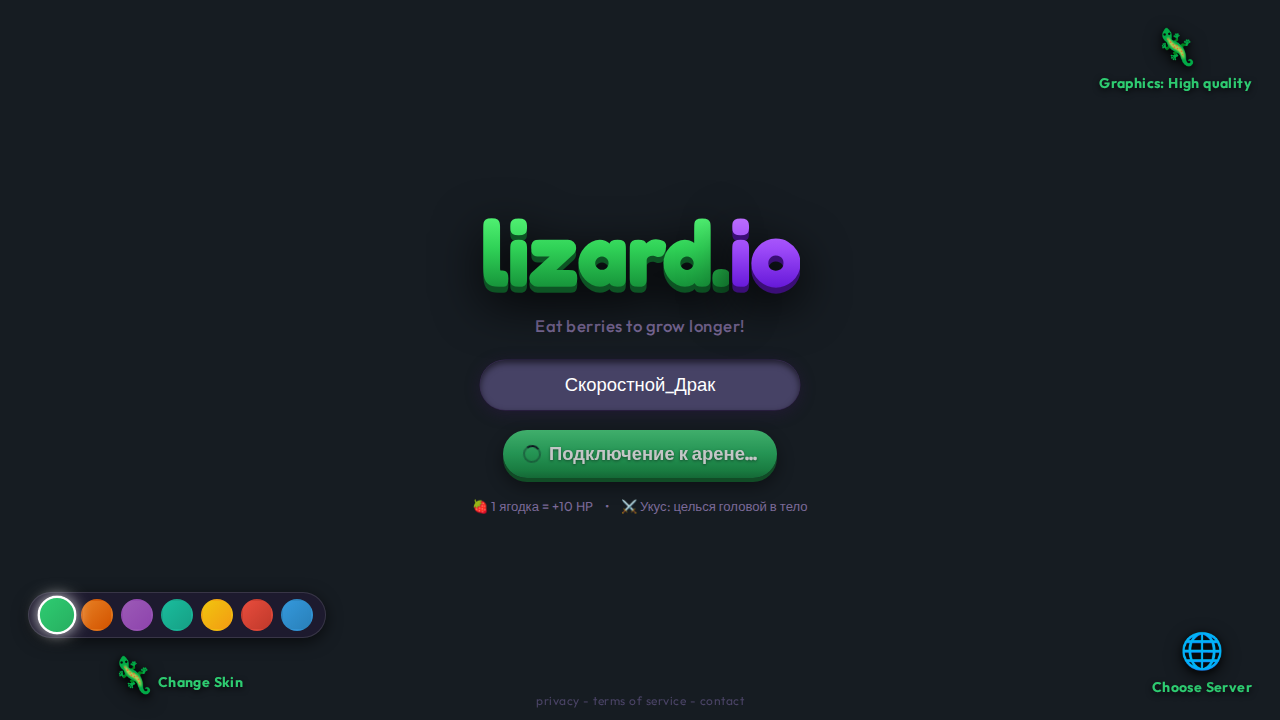 Graphics: High quality
lizard.io
Eat berries to grow longer!
Скоростной_Драк
Подключение к арене...
1 ягодка = +10 HP • Укус: целься головой в тело
Change Skin
Choose Server
privacy - terms of service - contact